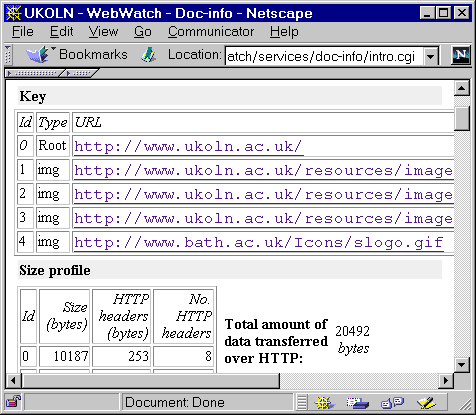 UKOLN - WebWatch - Doc-info - Netscape
File Edit View Go Communicator Help
Bookmarks Location: atch/services/doc-info/intro.cgi
Key
Id Type URL
0 Root http://www.ukoln.ac.uk/
1 img http://www.ukoln.ac.uk/resources/image
2 img http://www.ukoln.ac.uk/resources/image
3 img http://www.ukoln.ac.uk/resources/image
4 img http://www.bath.ac.uk/Icons/slogo.gif
Size profile
Id Size (bytes) HTTP headers (bytes) No. HTTP headers
0 10187 253 8
Total amount of
data transferred
over HTTP:
20492
bytes
Document: Done